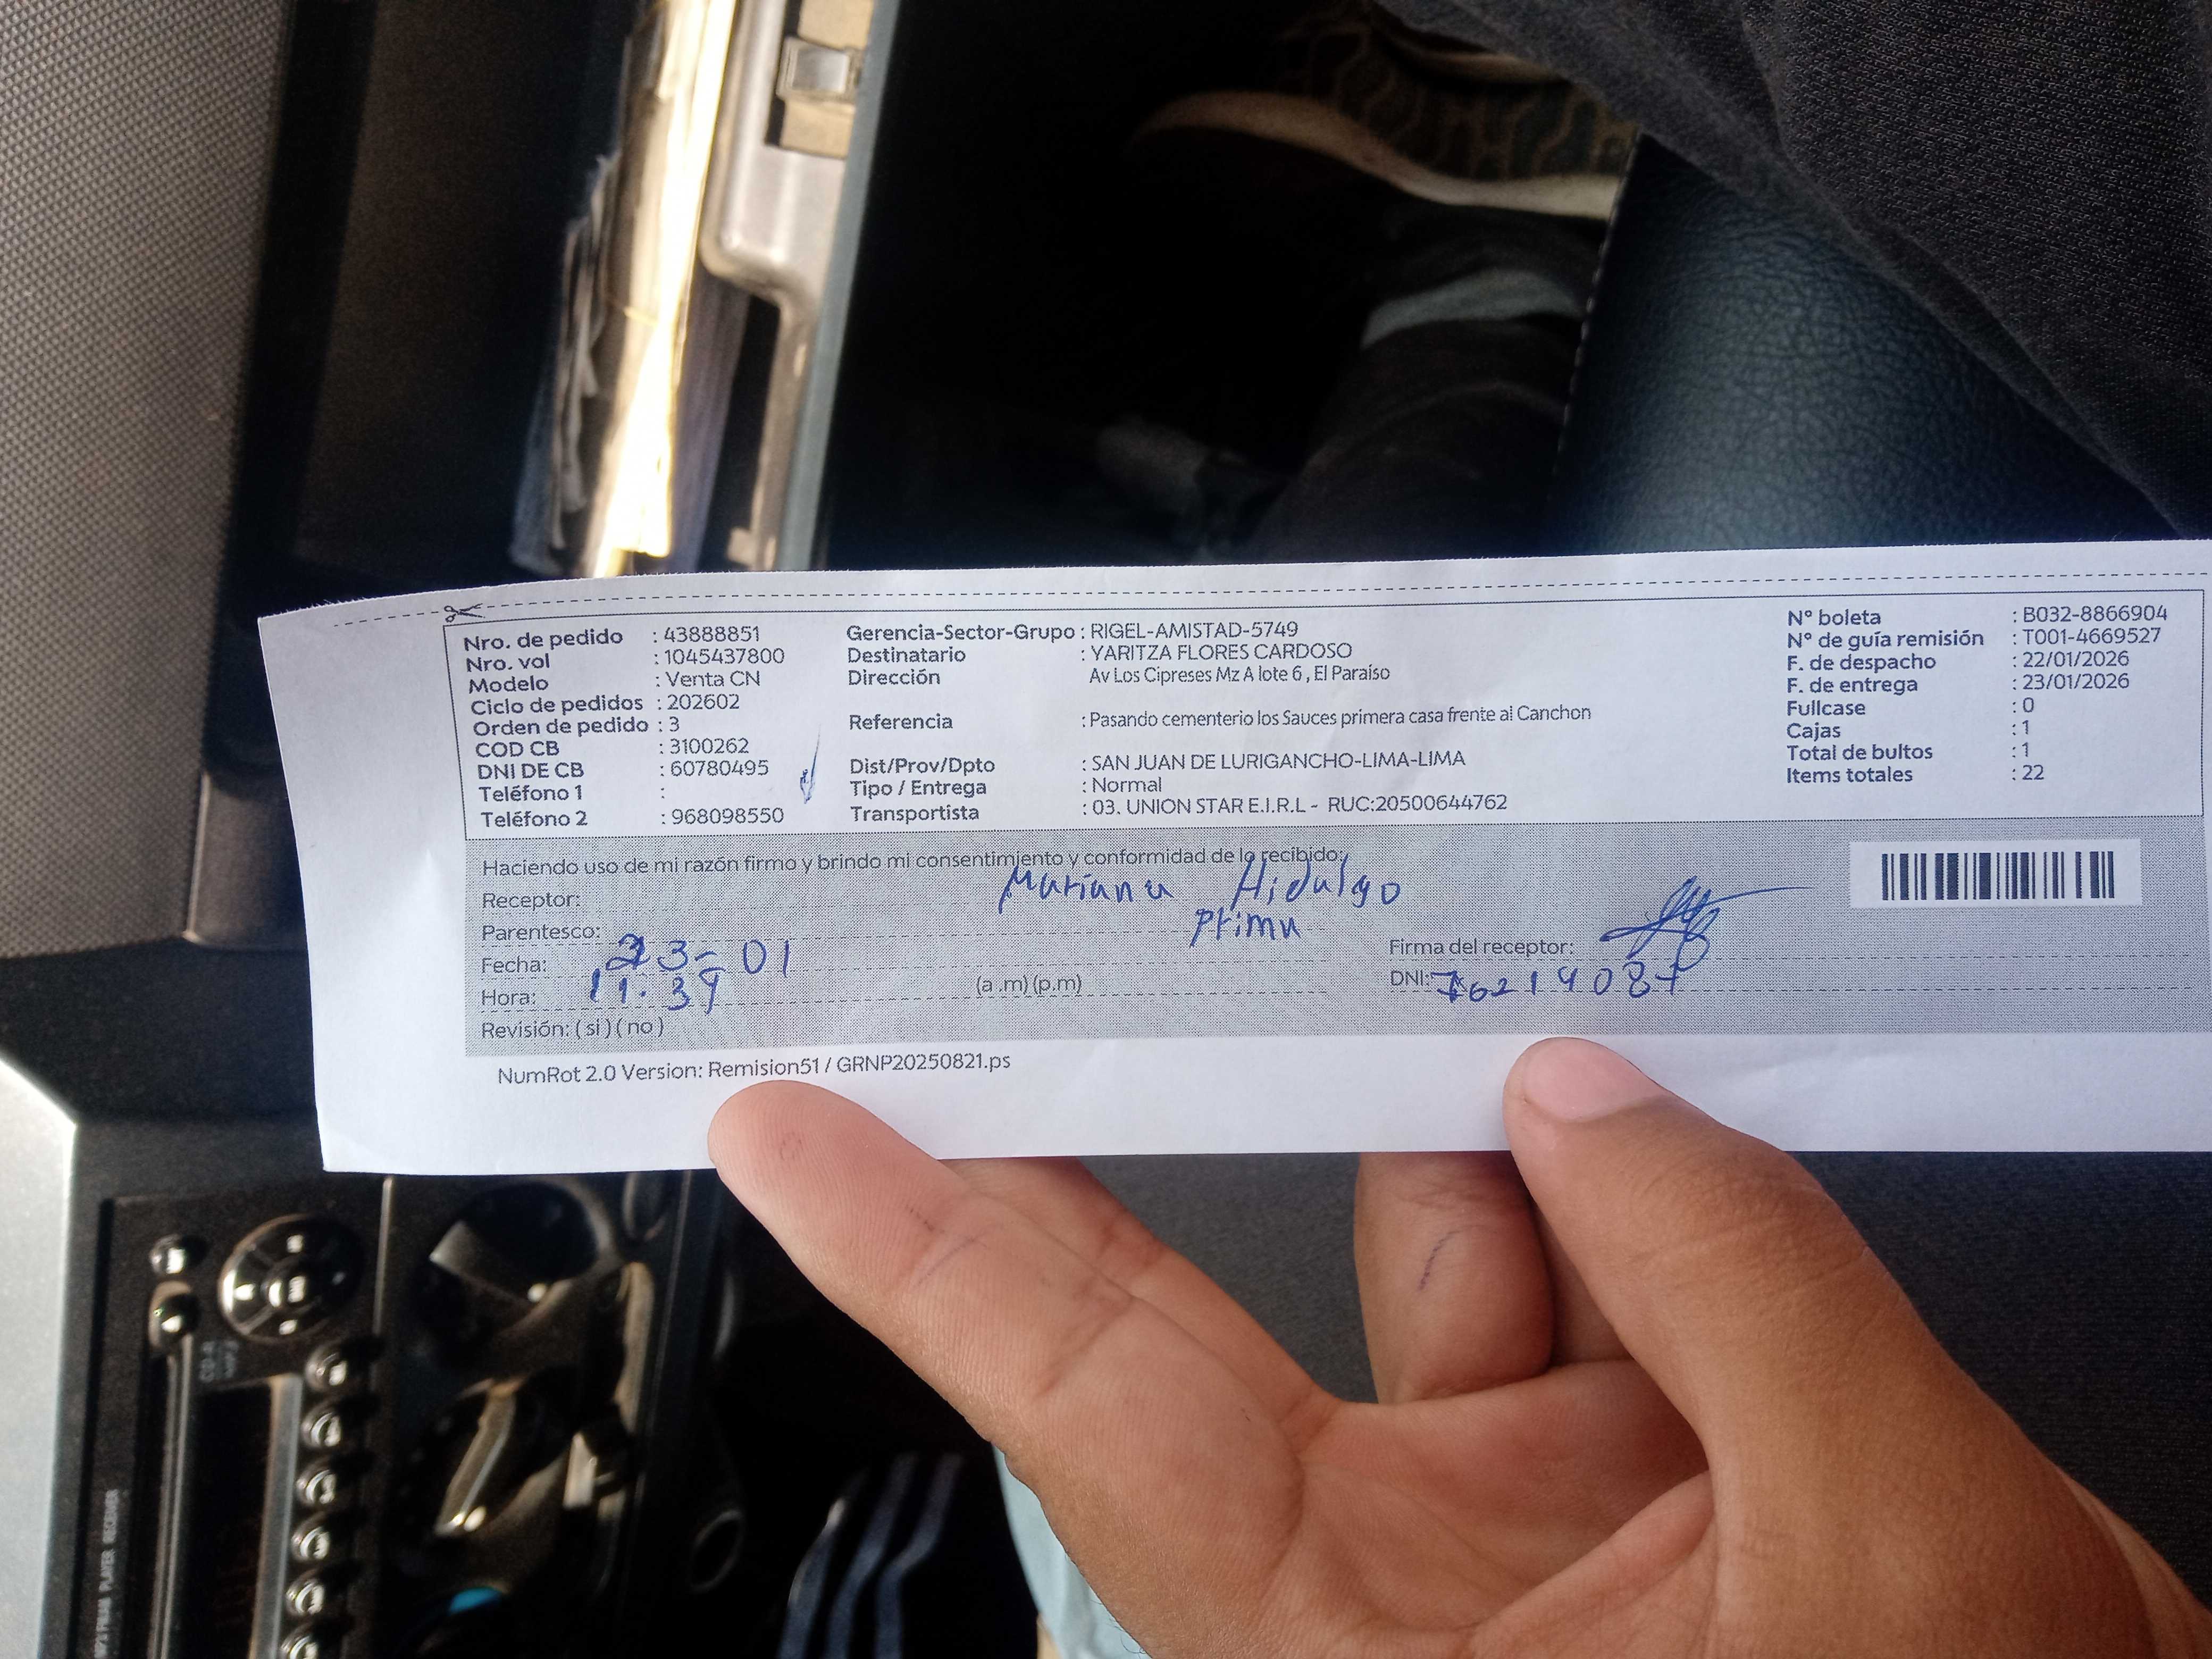 Nro. de pedido : 43888851
Nro. vol : 1045437800
Modelo : Venta CN
Ciclo de pedidos : 202602
Orden de pedido : 3
COD CB : 3100262
DNI DE CB : 60780495
Teléfono 1 :
Teléfono 2 : 968098550
Gerencia-Sector-Grupo : RIGEL-AMISTAD-5749
Destinatario : YARITZA FLORES CARDOSO
Dirección Av Los Cipreses Mz A lote 6 , El Paraiso
Referencia : Pasando cementerio los Sauces primera casa frente al Canchon
Dist/Prov/Dpto : SAN JUAN DE LURIGANCHO-LIMA-LIMA
Tipo / Entrega : Normal
Transportista : 03. UNION STAR E.I.R.L - RUC:20500644762
N° boleta : B032-8866904
N° de guía remisión : T001-4669527
F. de despacho : 22/01/2026
F. de entrega : 23/01/2026
Fullcase : 0
Cajas : 1
Total de bultos : 1
Items totales : 22
Haciendo uso de mi razón firmo y brindo mi consentimiento y conformidad de lo recibido:
Receptor: Mariana Hidalgo
Parentesco: Prima
Fecha: 23-01
Firma del receptor:
Hora: 11.39 (a .m) (p.m)
DNI: 76219087
Revisión: ( si ) ( no )
NumRot 2.0 Version: Remision51 / GRNP20250821.ps